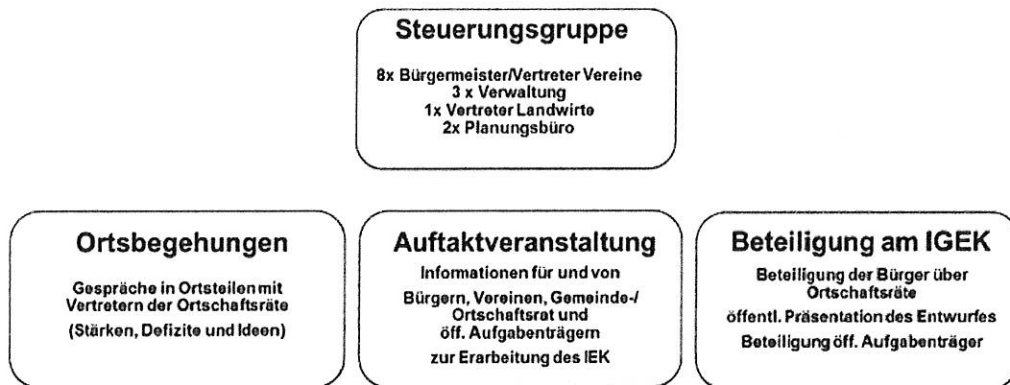 Steuerungsgruppe
8x Bürgermeister/Vertreter Vereine
3 x Verwaltung
1x Vertreter Landwirte
2x Planungsbüro
Ortsbegehungen
Gespräche in Ortsteilen mit
Vertretern der Ortschaftsräte
(Stärken, Defizite und Ideen)
Auftaktveranstaltung
Informationen für und von
Bürgern, Vereinen, Gemeinde-/
Ortschaftsrat und
öff. Aufgabenträgern
zur Erarbeitung des IEK
Beteiligung am IGEK
Beteiligung der Bürger über
Ortschaftsräte
öffentl. Präsentation des Entwurfes
Beteiligung öff. Aufgabenträger